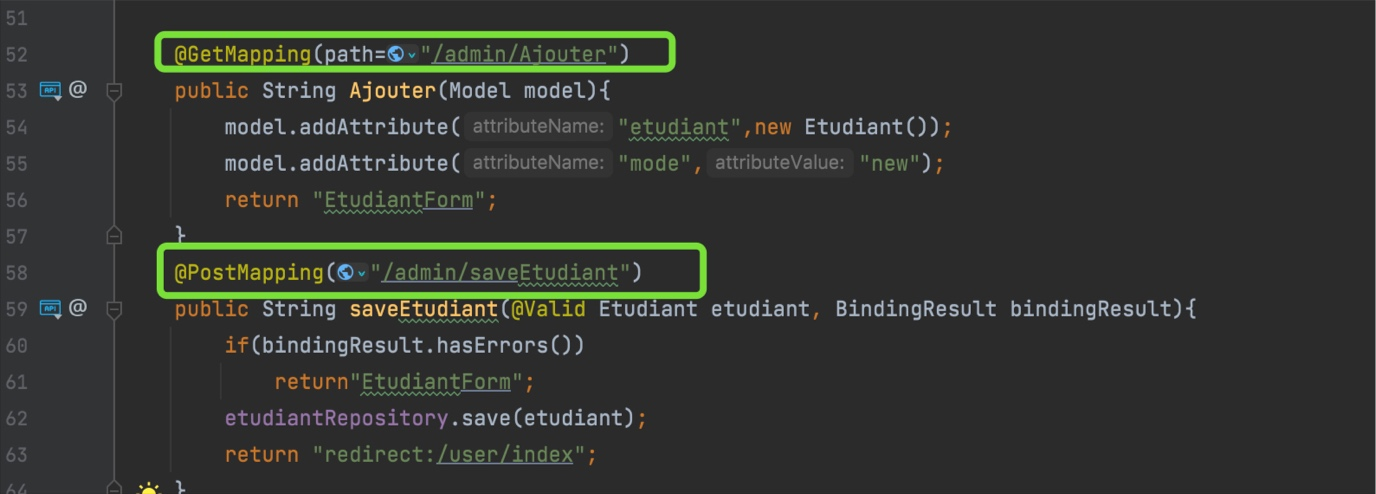 51
52 @GetMapping(path="/admin/Ajouter")
53 API @ public String Ajouter(Model model){
54 model.addAttribute( attributeName: "etudiant",new Etudiant());
55 model.addAttribute( attributeName: "mode", attributeValue: "new");
56 return "EtudiantForm";
57 }
58 @PostMapping("/admin/saveEtudiant")
59 API @ public String saveEtudiant(@Valid Etudiant etudiant, BindingResult bindingResult){
60 if(bindingResult.hasErrors())
61 return"EtudiantForm";
62 etudiantRepository.save(etudiant);
63 return "redirect:/user/index";
64 }